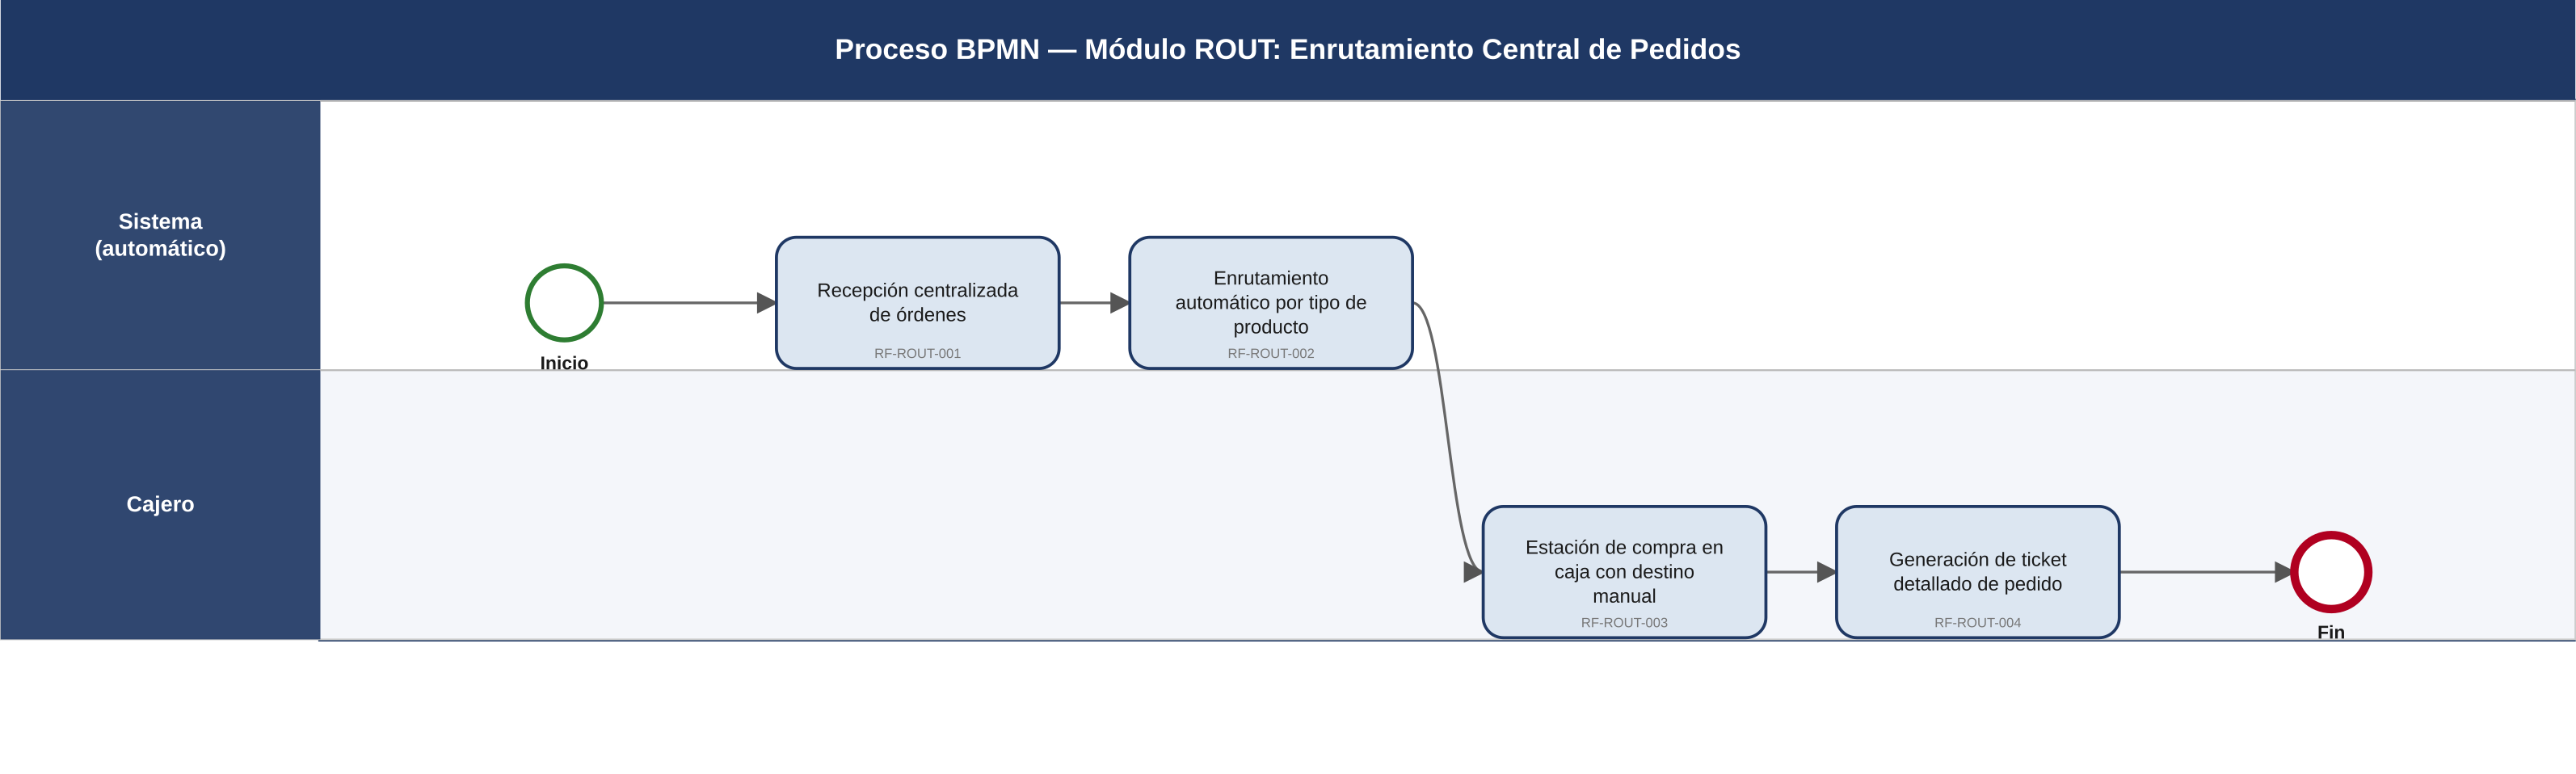 Proceso BPMN — Módulo ROUT: Enrutamiento Central de Pedidos
Sistema
(automático)
Inicio
Recepción centralizada
de órdenes
RF-ROUT-001
Enrutamiento
automático por tipo de
producto
RF-ROUT-002
Cajero
Estación de compra en
caja con destino
manual
RF-ROUT-003
Generación de ticket
detallado de pedido
RF-ROUT-004
Fin